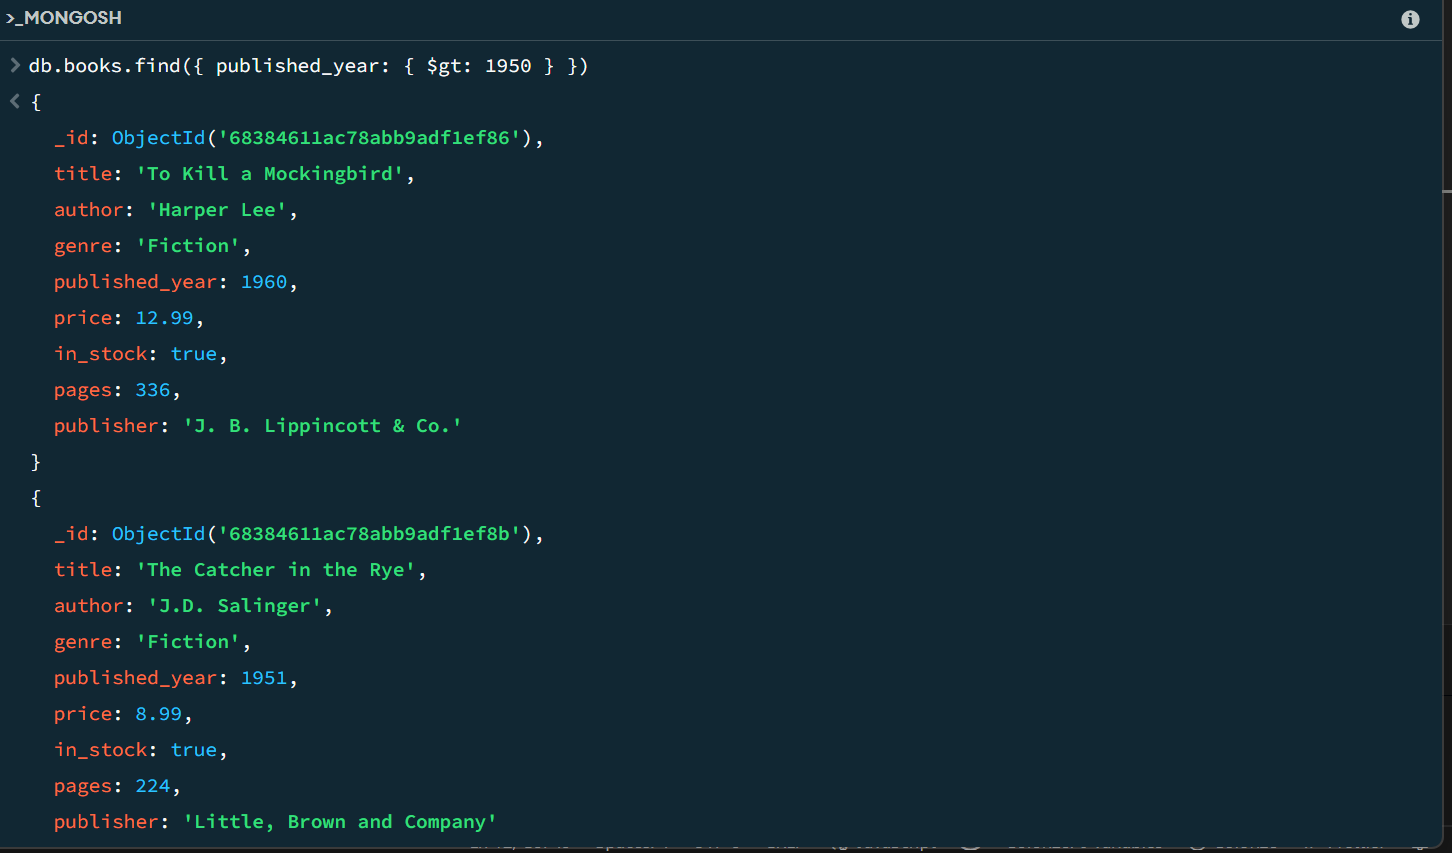 >_MONGOSH
> db.books.find({ published_year: { $gt: 1950 } })
< {
_id: ObjectId('68384611ac78abb9adf1ef86'),
title: 'To Kill a Mockingbird',
author: 'Harper Lee',
genre: 'Fiction',
published_year: 1960,
price: 12.99,
in_stock: true,
pages: 336,
publisher: 'J. B. Lippincott & Co.'
}
{
_id: ObjectId('68384611ac78abb9adf1ef8b'),
title: 'The Catcher in the Rye',
author: 'J.D. Salinger',
genre: 'Fiction',
published_year: 1951,
price: 8.99,
in_stock: true,
pages: 224,
publisher: 'Little, Brown and Company'